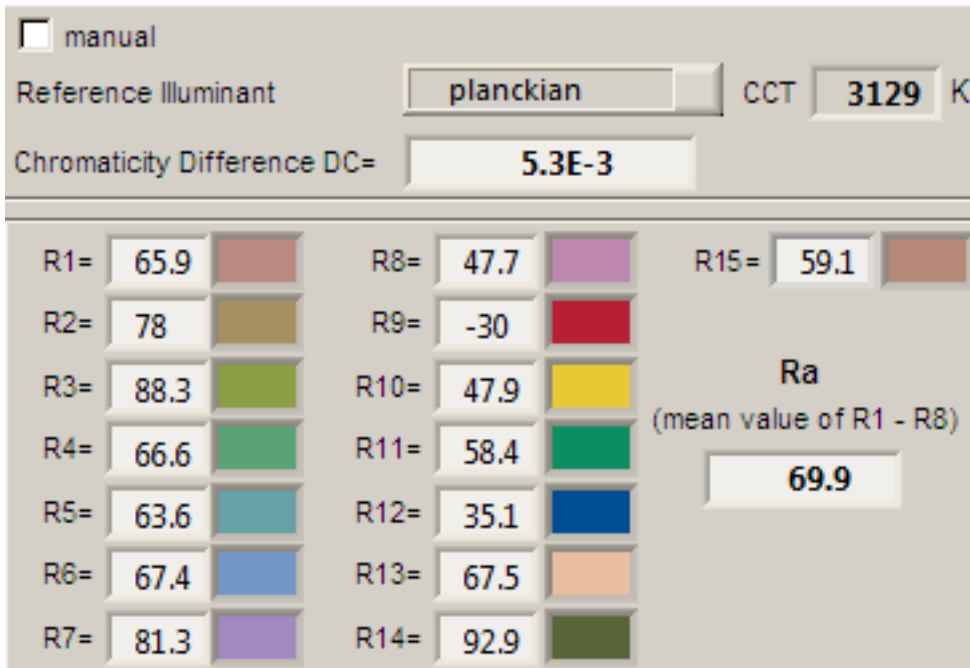 manual
Reference Illuminant planckian CCT 3129 K
Chromaticity Difference DC= 5.3E-3
R1= 65.9 R8= 47.7 R15= 59.1
R2= 78 R9= -30
R3= 88.3 R10= 47.9 Ra
R4= 66.6 R11= 58.4 (mean value of R1 - R8)
R5= 63.6 R12= 35.1 69.9
R6= 67.4 R13= 67.5
R7= 81.3 R14= 92.9